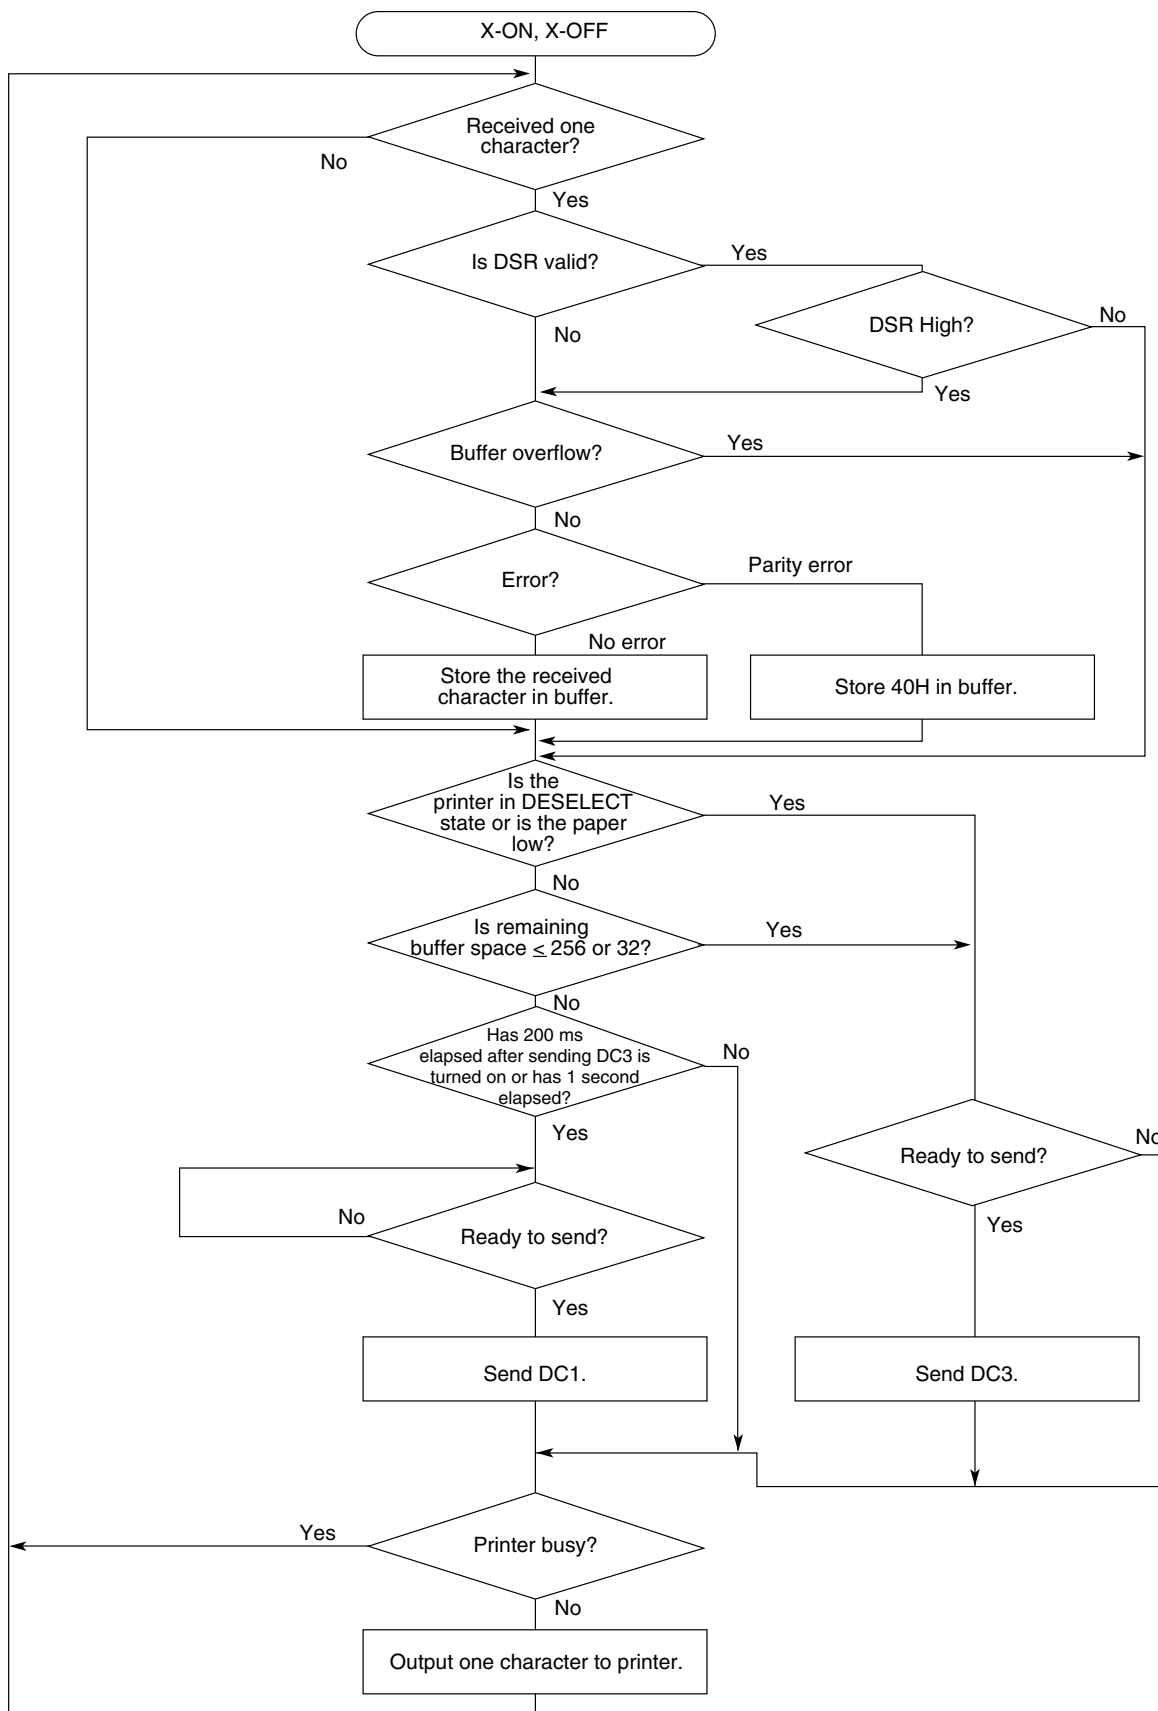 X-ON, X-OFF
Received one
character?
No
Yes
Is DSR valid?
Yes
DSR High?
No
No
Yes
Buffer overflow?
Yes
No
Error?
Parity error
No error
Store the received
character in buffer.
Store 40H in buffer.
Is the
printer in DESELECT
state or is the paper
low?
Yes
No
Is remaining
buffer space ≤ 256 or 32?
Yes
No
Has 200 ms
elapsed after sending DC3 is
turned on or has 1 second
elapsed?
No
Yes
Ready to send?
No
Yes
No
Ready to send?
Yes
Send DC1.
Send DC3.
Yes
Printer busy?
No
Output one character to printer.